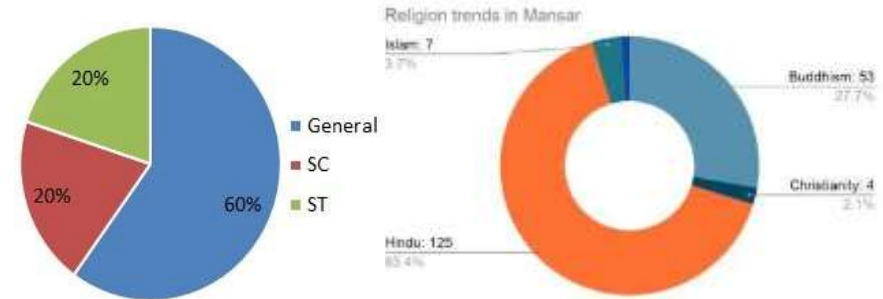 20%
20%
60%
General
SC
ST
Religion trends in Mansar
Islam: 7
3.7%
Buddhism: 53
27.7%
Christianity: 4
2.1%
Hindu: 125
65.4%